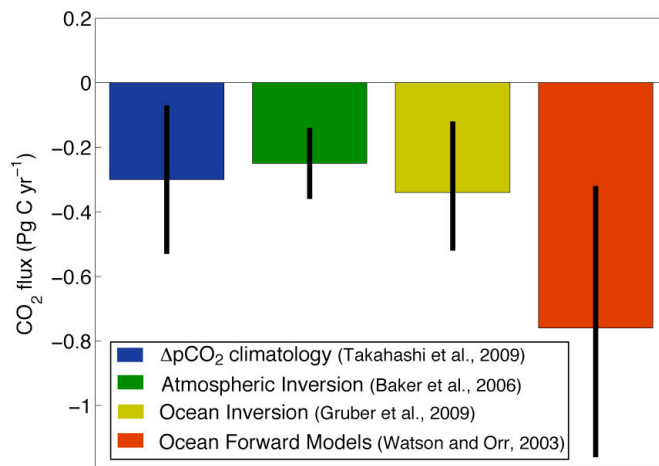 0.2
0
−0.2
−0.4
−0.6
−0.8
−1
CO₂ flux (Pg C yr⁻¹)
ΔpCO₂ climatology (Takahashi et al., 2009)
Atmospheric Inversion (Baker et al., 2006)
Ocean Inversion (Gruber et al., 2009)
Ocean Forward Models (Watson and Orr, 2003)